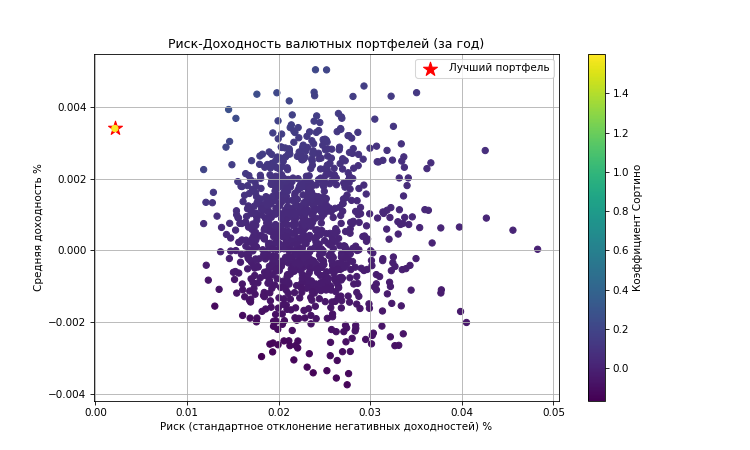 Риск-Доходность валютных портфелей (за год)
Лучший портфель
Средняя доходность %
0.004
0.002
0.000
−0.002
−0.004
0.00 0.01 0.02 0.03 0.04 0.05
Риск (стандартное отклонение негативных доходностей) %
1.4
1.2
1.0
0.8
0.6
0.4
0.2
0.0
Коэффициент Сортино